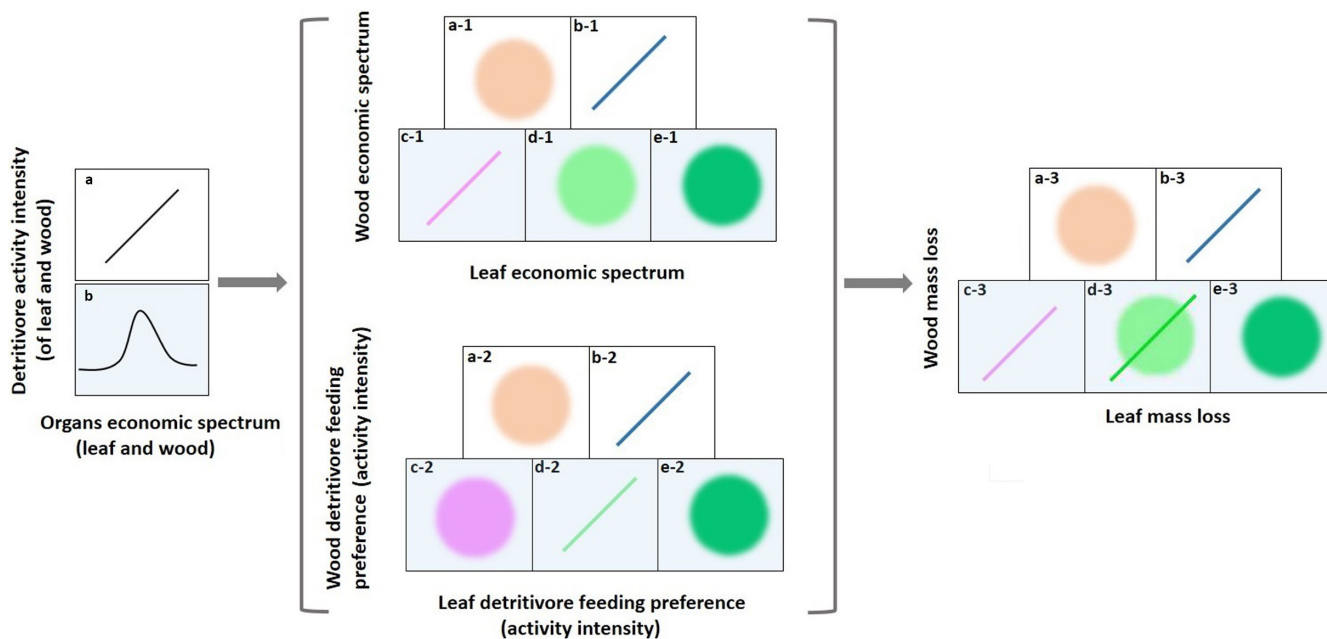 Detritivore activity intensity
(of leaf and wood)
a
b
Organs economic spectrum
(leaf and wood)
Wood economic spectrum
a-1
b-1
c-1
d-1
e-1
Leaf economic spectrum
Wood detritivore feeding
preference (activity intensity)
a-2
b-2
c-2
d-2
e-2
Leaf detritivore feeding preference
(activity intensity)
Wood mass loss
a-3
b-3
c-3
d-3
e-3
Leaf mass loss